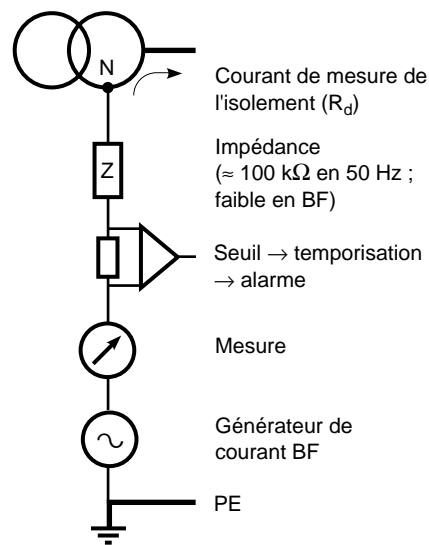 N
Courant de mesure de
l'isolement (Rd)
Z
Impédance
(≈ 100 kΩ en 50 Hz ;
faible en BF)
Seuil → temporisation
→ alarme
Mesure
Générateur de
courant BF
PE